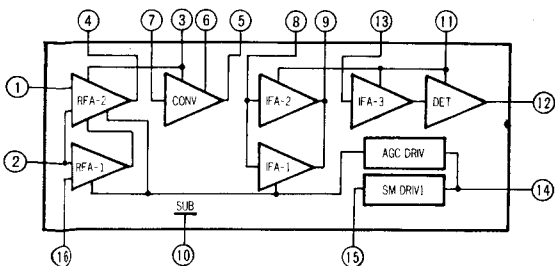 ④ ⑦ ③ ⑥ ⑤ ⑧ ⑨ ⑬ ⑪
① RFA-2 CONV IFA-2 IFA-3 DET ⑫
② RFA-1 IFA-1 AGC DRIV
SM DRIVI ⑭
SUB
⑯ ⑩ ⑮